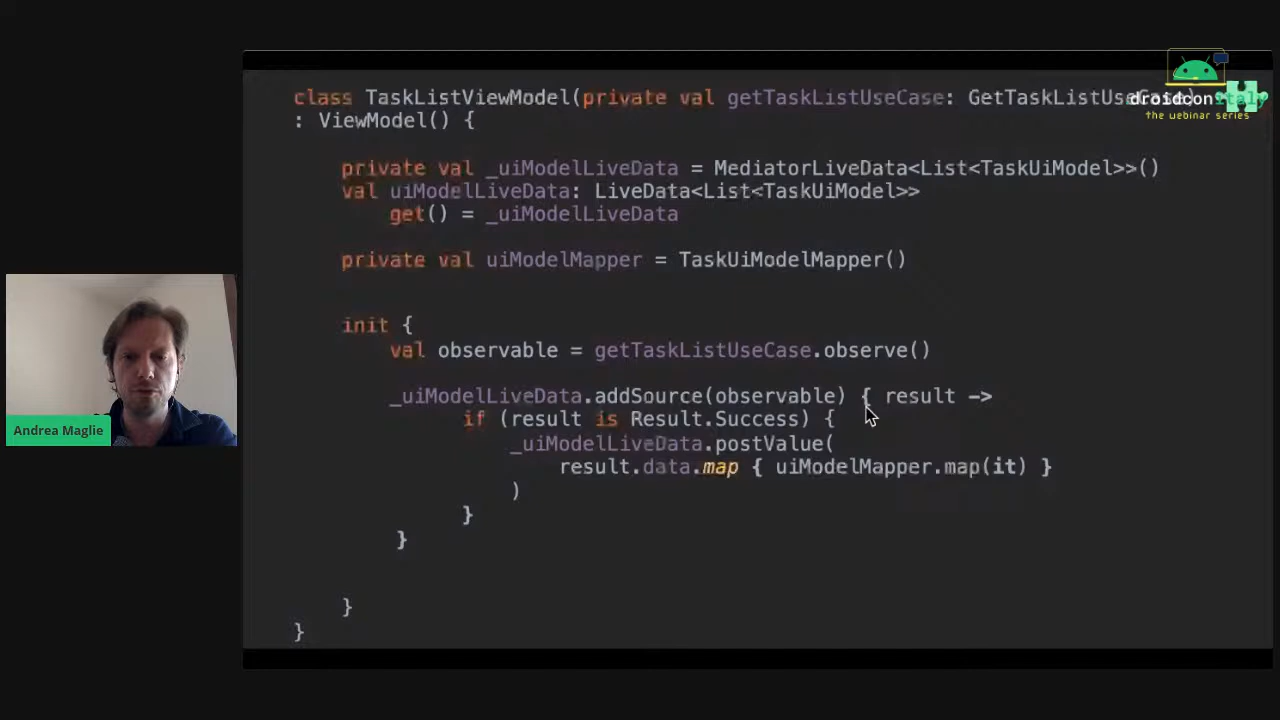 class TaskListViewModel(private val getTaskListUseCase: GetTaskListUseCase)
: ViewModel() {
private val _uiModelLiveData = MediatorLiveData<List<TaskUiModel>>()
val uiModelLiveData: LiveData<List<TaskUiModel>>
get() = _uiModelLiveData
private val uiModelMapper = TaskUiModelMapper()
init {
val observable = getTaskListUseCase.observe()
_uiModelLiveData.addSource(observable) { result ->
if (result is Result.Success) {
_uiModelLiveData.postValue(
result.data.map { uiModelMapper.map(it) }
)
}
}
}
}
droidcon italy
the webinar series
Andrea Maglie